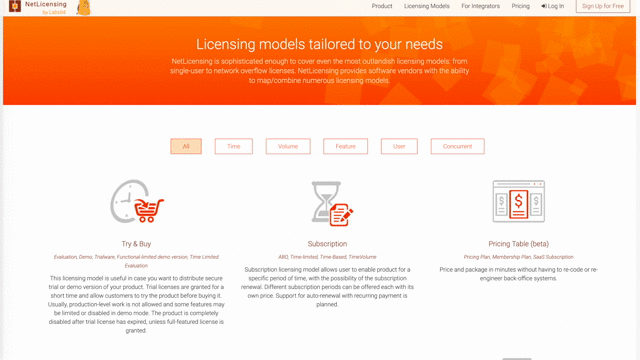 NetLicensing
by Labs64
Product
Licensing Models
For Integrators
Pricing
Log In
Sign Up for Free
Licensing models tailored to your needs
NetLicensing is sophisticated enough to cover even the most outlandish licensing models: from
single-user to network overflow licenses. NetLicensing provides software vendors with the ability
to map/combine numerous licensing models.
All
Time
Volume
Feature
User
Concurrent
Try & Buy
Evaluation, Demo, Trialware, Functional-limited demo version, Time Limited
Evaluation
This licensing model is useful in case you want to distribute secure
trial or demo version of your product. Trial licenses are granted for a
short time and allow customers to try the product before buying it.
Usually, production-level work is not allowed and some features may
be limited or disabled in demo mode. The product is completely
disabled after trial license has expired, unless full-featured license is
granted.
Subscription
ABO, Time-limited, Time-Based, TimeVolume
Subscription licensing model allows user to enable product for a
specific period of time, with the possibility of the subscription
renewal. Different subscription periods can be offered each with its
own price. Support for auto-renewal with recurring payment is
planned.
Pricing Table (beta)
Pricing Plan, Membership Plan, SaaS Subscription
Price and package in minutes without having to re-code or re-
engineer back-office systems.